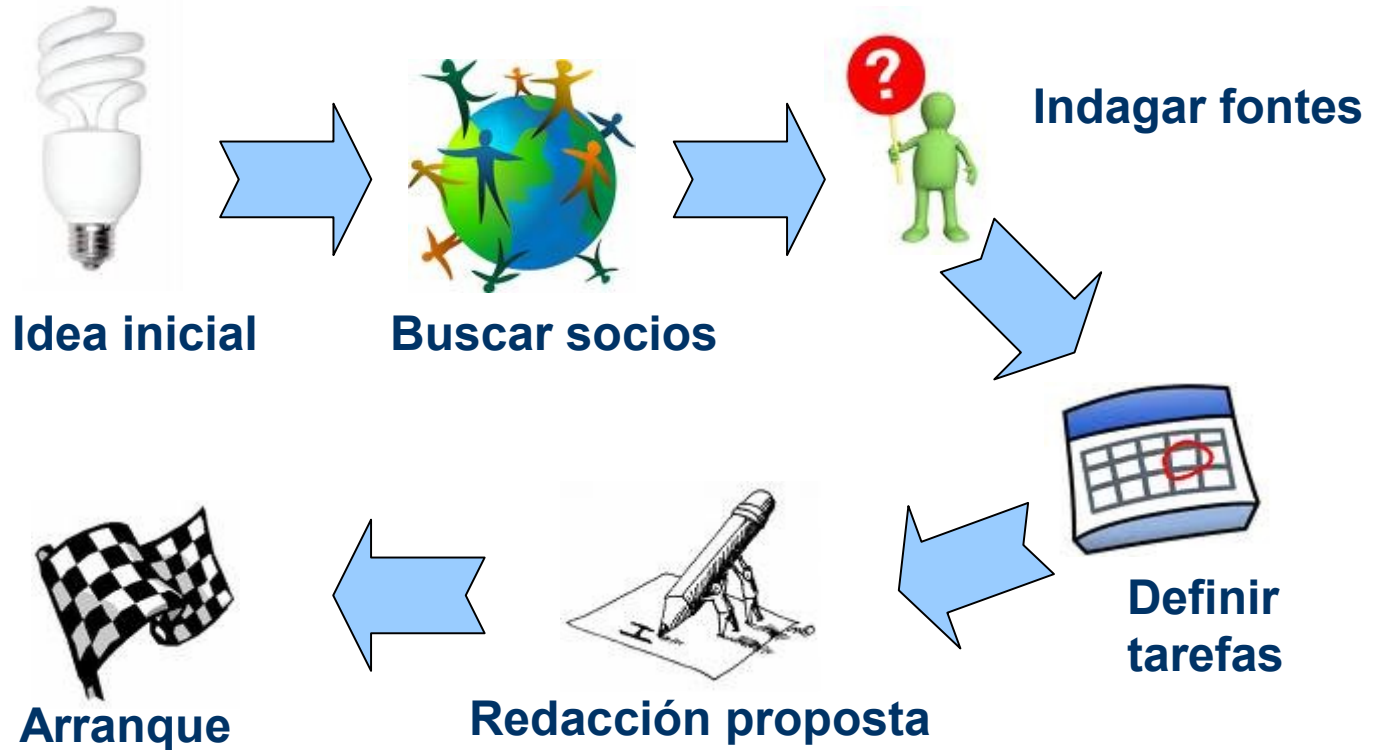 Idea inicial
Buscar socios
?
Indagar fontes
Definir
tarefas
Redacción proposta
Arranque